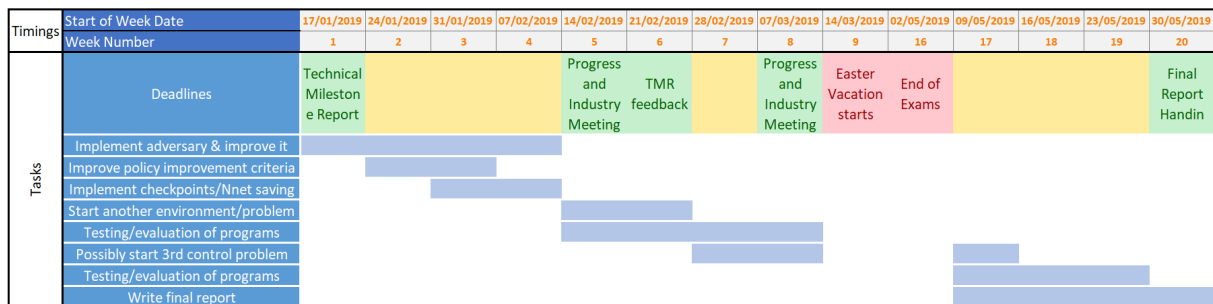 Timings
Start of Week Date 17/01/2019 24/01/2019 31/01/2019 07/02/2019 14/02/2019 21/02/2019 28/02/2019 07/03/2019 14/03/2019 02/05/2019 09/05/2019 16/05/2019 23/05/2019 30/05/2019
Week Number 1 2 3 4 5 6 7 8 9 16 17 18 19 20
Tasks
Deadlines
Technical
Mileston
e Report
Progress
and
Industry
Meeting
TMR
feedback
Progress
and
Industry
Meeting
Easter
Vacation
starts
End of
Exams
Final
Report
Handin
Implement adversary & improve it
Improve policy improvement criteria
Implement checkpoints/Nnet saving
Start another environment/problem
Testing/evaluation of programs
Possibly start 3rd control problem
Testing/evaluation of programs
Write final report